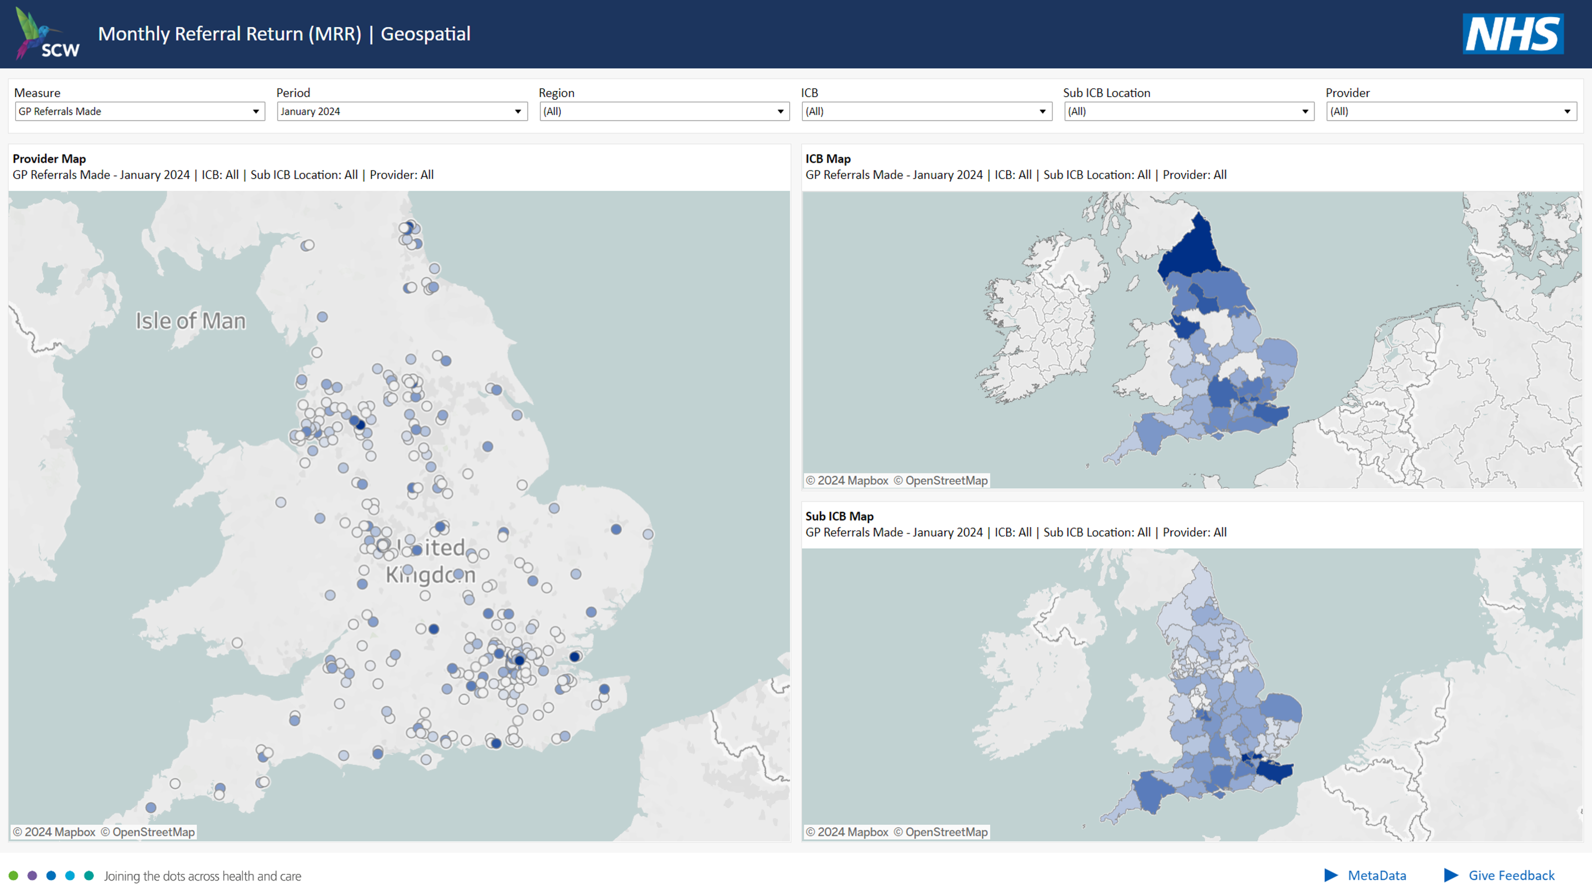 SCW
Monthly Referral Return (MRR) | Geospatial
NHS
Measure
GP Referrals Made
Period
January 2024
Region
(All)
ICB
(All)
Sub ICB Location
(All)
Provider
(All)
Provider Map
GP Referrals Made - January 2024 | ICB: All | Sub ICB Location: All | Provider: All
Isle of Man
United
Kingdom
© 2024 Mapbox © OpenStreetMap
ICB Map
GP Referrals Made - January 2024 | ICB: All | Sub ICB Location: All | Provider: All
© 2024 Mapbox © OpenStreetMap
Sub ICB Map
GP Referrals Made - January 2024 | ICB: All | Sub ICB Location: All | Provider: All
© 2024 Mapbox © OpenStreetMap
Joining the dots across health and care
MetaData
Give Feedback